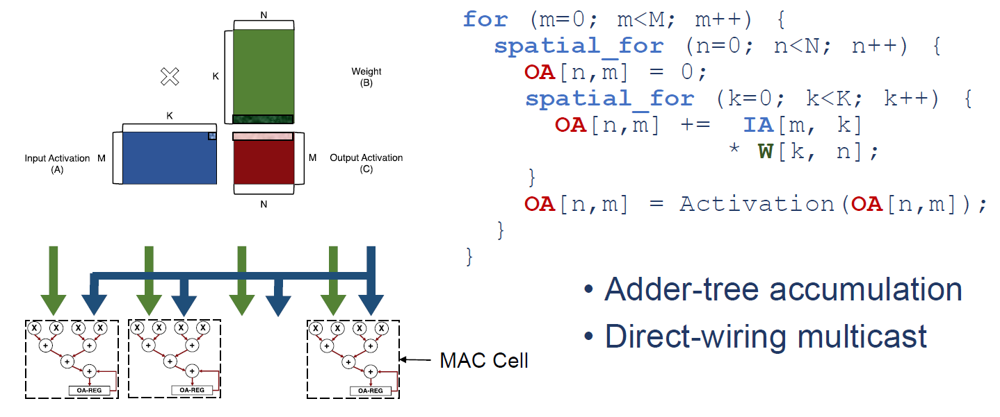 N
K
Weight
(B)
K
Input Activation
(A)
M
M
Output Activation
(C)
N
for (m=0; m<M; m++) {
spatial_for (n=0; n<N; n++) {
OA[n,m] = 0;
spatial_for (k=0; k<K; k++) {
OA[n,m] += IA[m, k]
* W[k, n];
}
OA[n,m] = Activation(OA[n,m]);
}
}
• Adder-tree accumulation
• Direct-wiring multicast
X X X X
+ +
+
+
OA-REG
X X X X
+ +
+
+
OA-REG
X X X X
+ +
+
+
OA-REG
MAC Cell